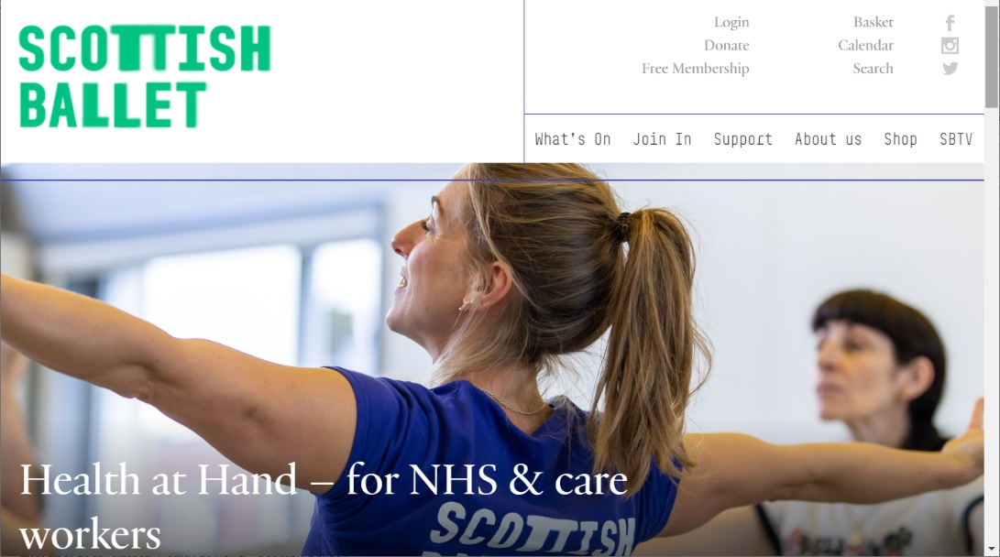 SCOTTISH
BALLET
Login
Donate
Free Membership
Basket
Calendar
Search
What's On Join In Support About us Shop SBTV
Health at Hand – for NHS & care
workers
SCOTTISH